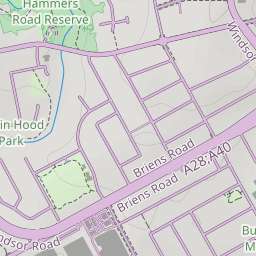 Hammers
Road Reserve
Windsor
in Hood
Park
Briens Road
A28;A40
Briens Road
dsor Road
Bu
M